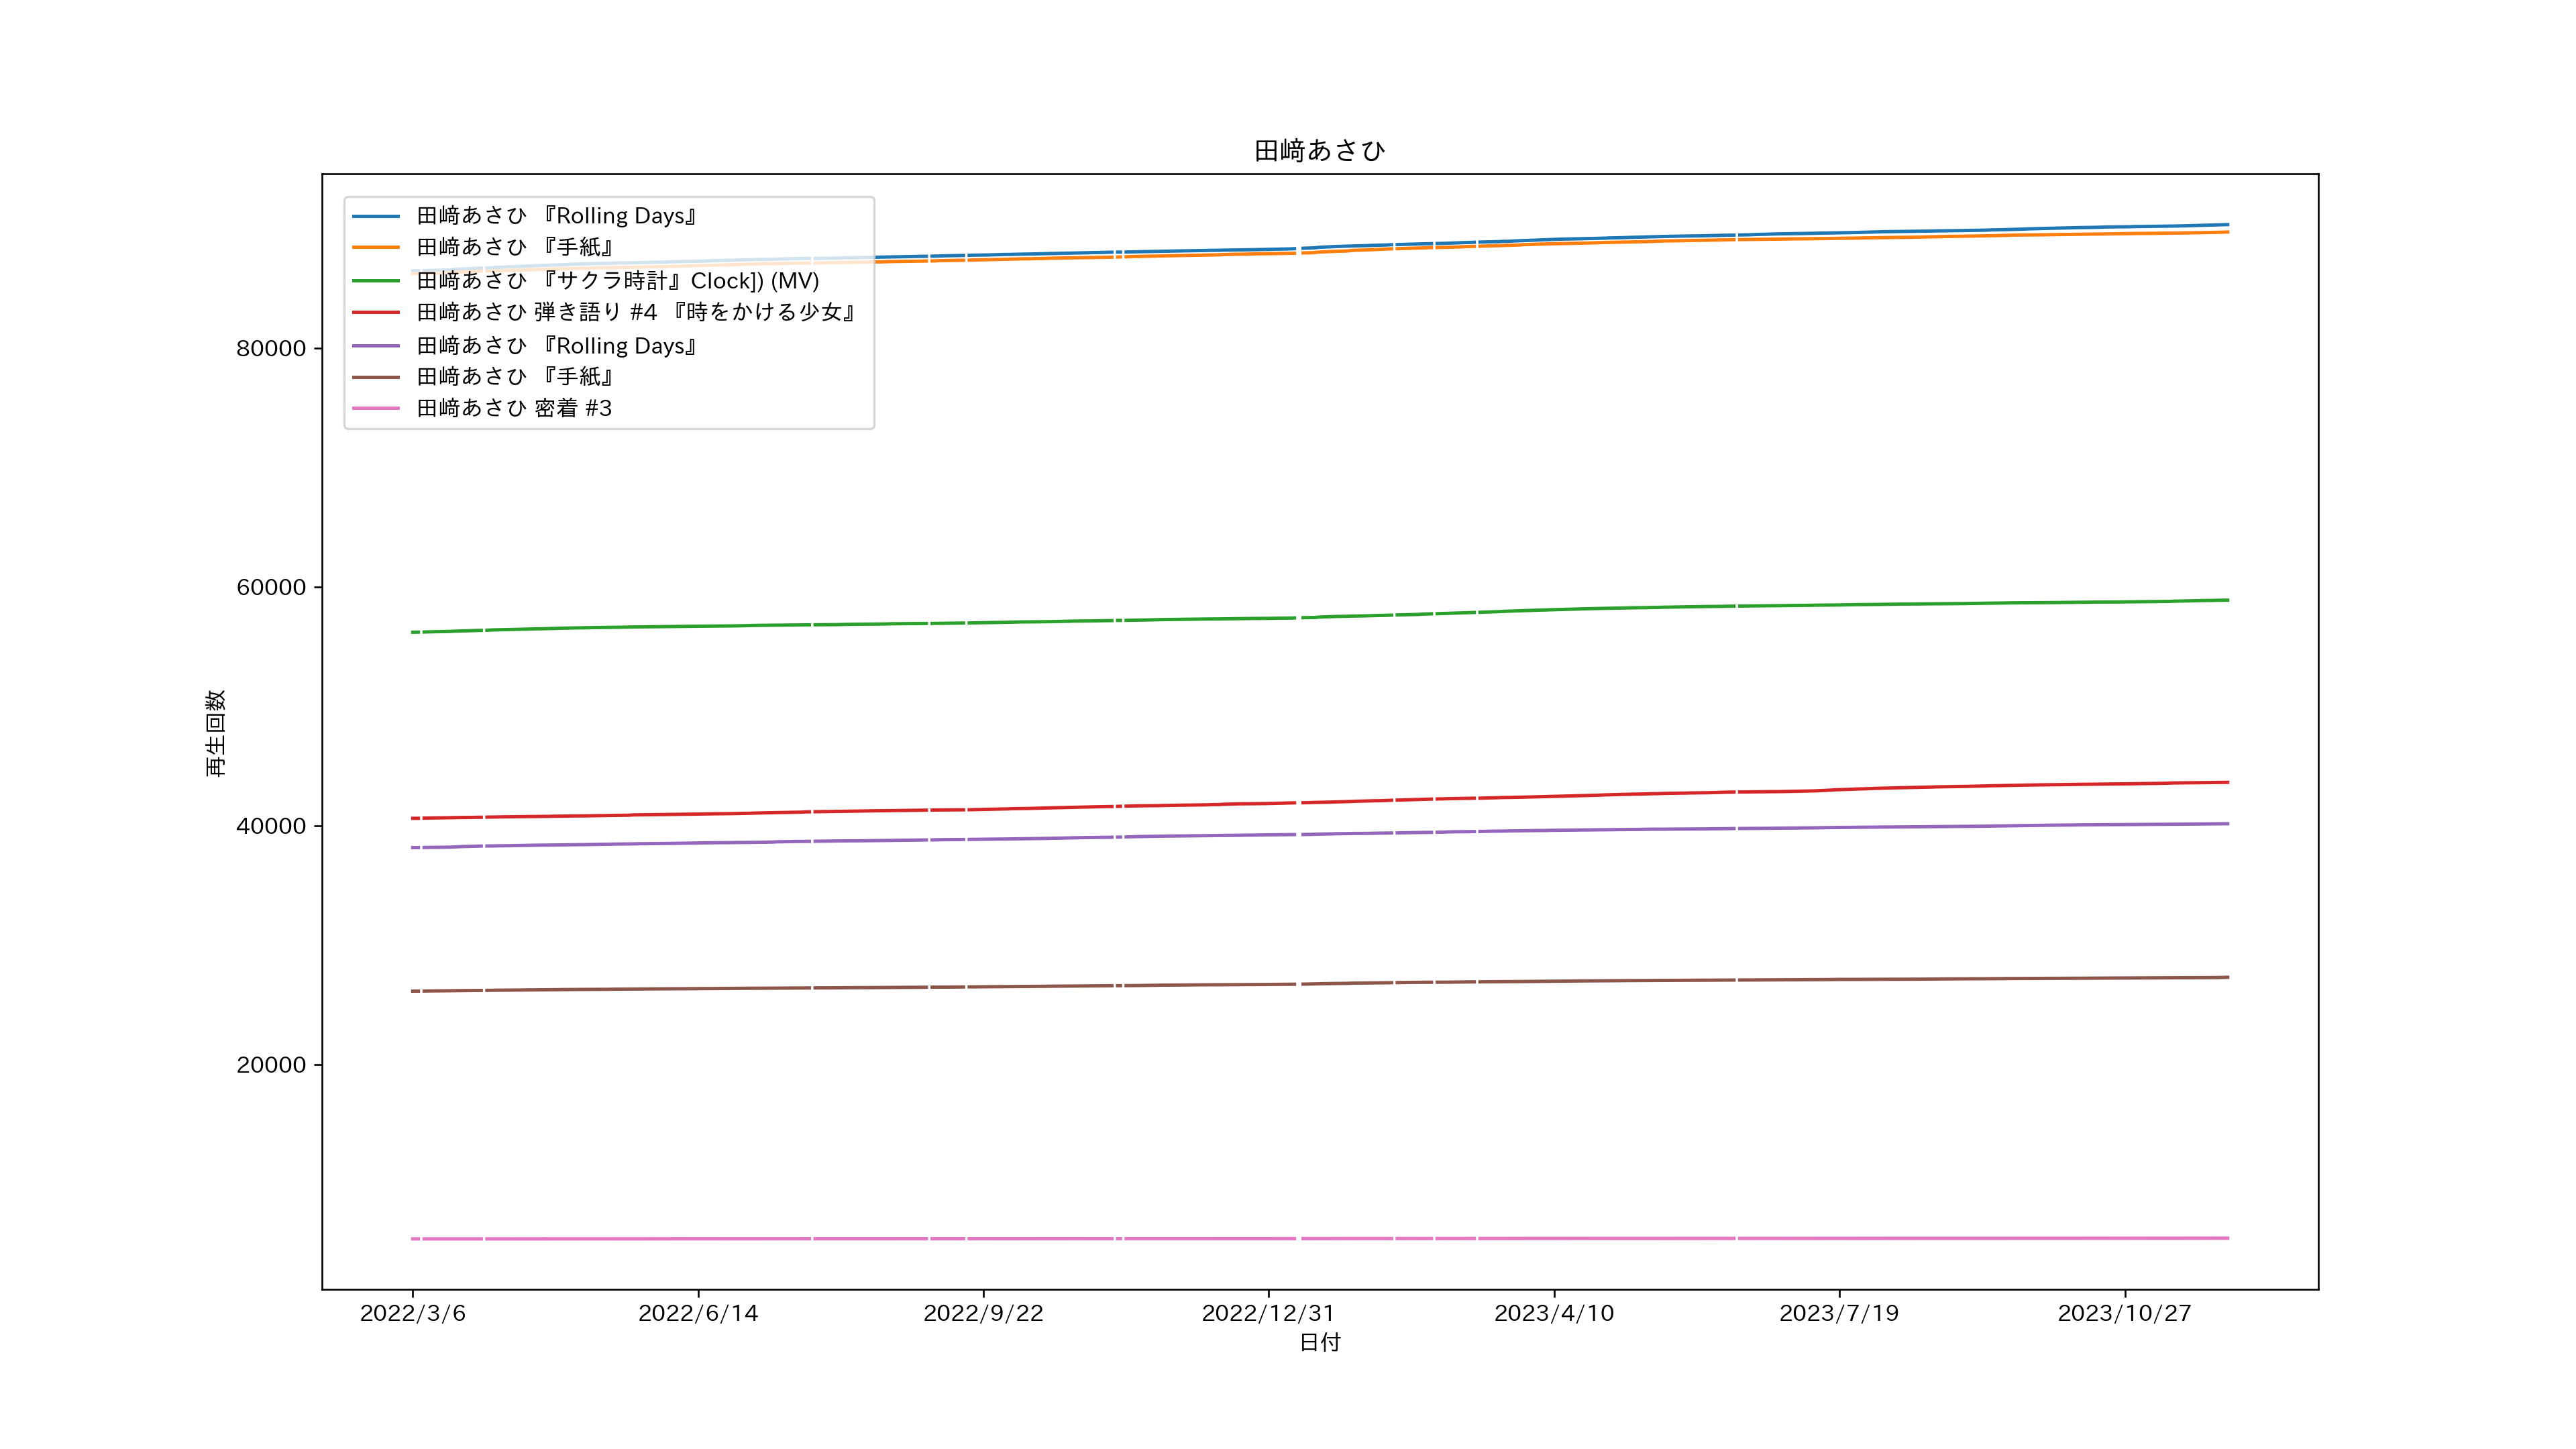 田﨑あさひ
田﨑あさひ 『Rolling Days』
田﨑あさひ 『手紙』
田﨑あさひ 『サクラ時計』Clock]) (MV)
田﨑あさひ 弾き語り #4 『時をかける少女』
田﨑あさひ 『Rolling Days』
田﨑あさひ 『手紙』
田﨑あさひ 密着 #3
80000
60000
40000
20000
再生回数
2022/3/6 2022/6/14 2022/9/22 2022/12/31 2023/4/10 2023/7/19 2023/10/27
日付